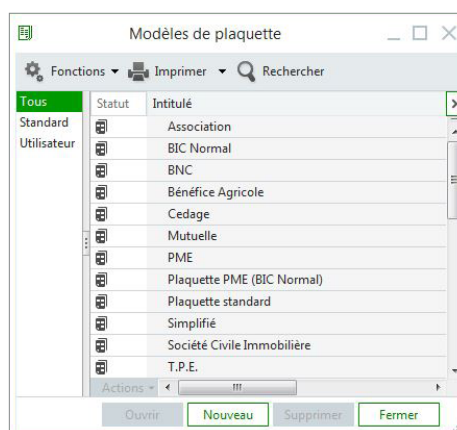 Modèles de plaquette
Fonctions Imprimer Rechercher
Tous
Standard
Utilisateur
Statut Intitulé
Association
BIC Normal
BNC
Bénéfice Agricole
Cedage
Mutuelle
PME
Plaquette PME (BIC Normal)
Plaquette standard
Simplifié
Société Civile Immobilière
T.P.E.
Actions
Ouvrir Nouveau Supprimer Fermer